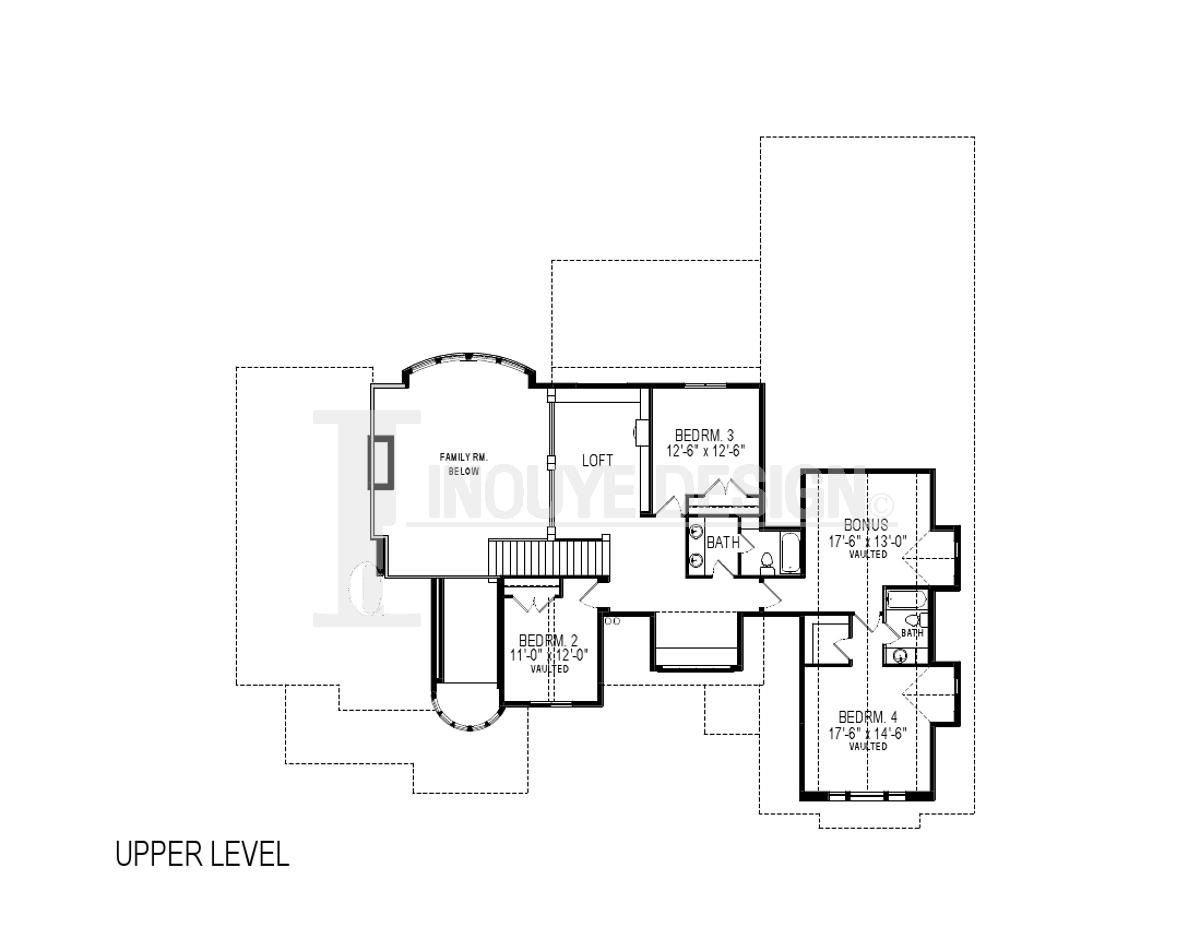 BEDRM. 3
12'-6" x 12'-6"
FAMILY RM.
BELOW
LOFT
INOUYE DESIGN ©
BONUS
17'-6" x 13'-0"
VAULTED
BATH
BATH
BEDRM. 2
11'-0" x 12'-0"
VAULTED
BEDRM. 4
17'-6" x 14'-6"
VAULTED
UPPER LEVEL